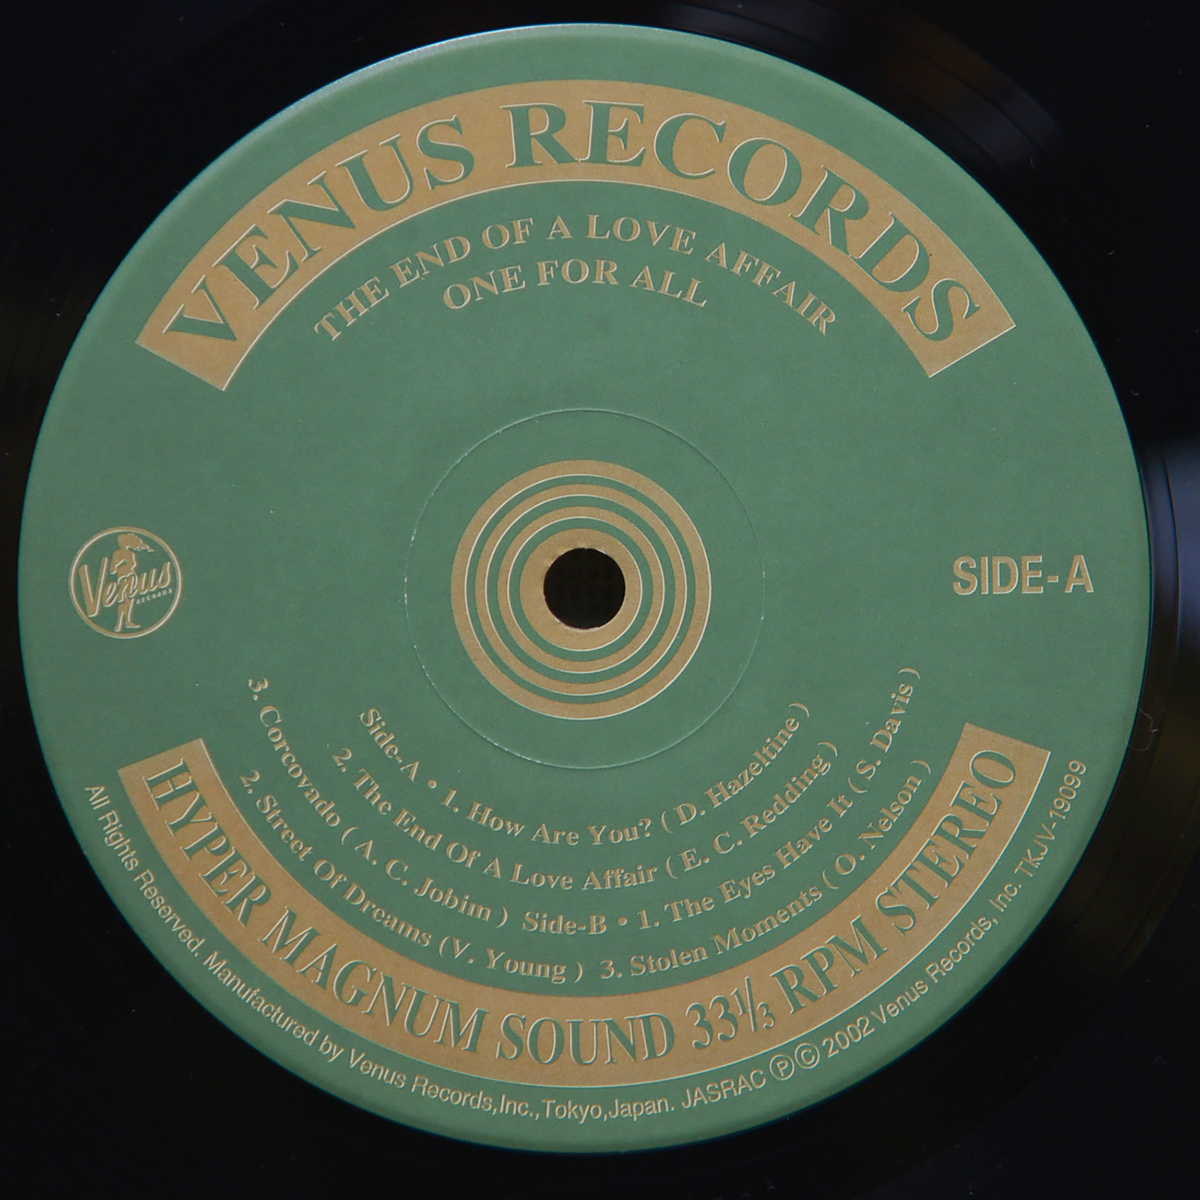 VENUS RECORDS
THE END OF A LOVE AFFAIR
ONE FOR ALL
Venus
RECORDS
SIDE-A
Side-A • 1. How Are You? ( D. Hazeltine )
2. The End Of A Love Affair ( E. C. Redding )
3. Corcovado ( A. C. Jobim ) Side-B • 1. The Eyes Have It ( S. Davis )
2. Street Of Dreams (V. Young ) 3. Stolen Moments ( O. Nelson )
HYPER MAGNUM SOUND 33⅓ RPM STEREO
All Rights Reserved. Manufactured by Venus Records,Inc.,Tokyo,Japan. JASRAC ℗© 2002 Venus Records, Inc. TKJV-19099